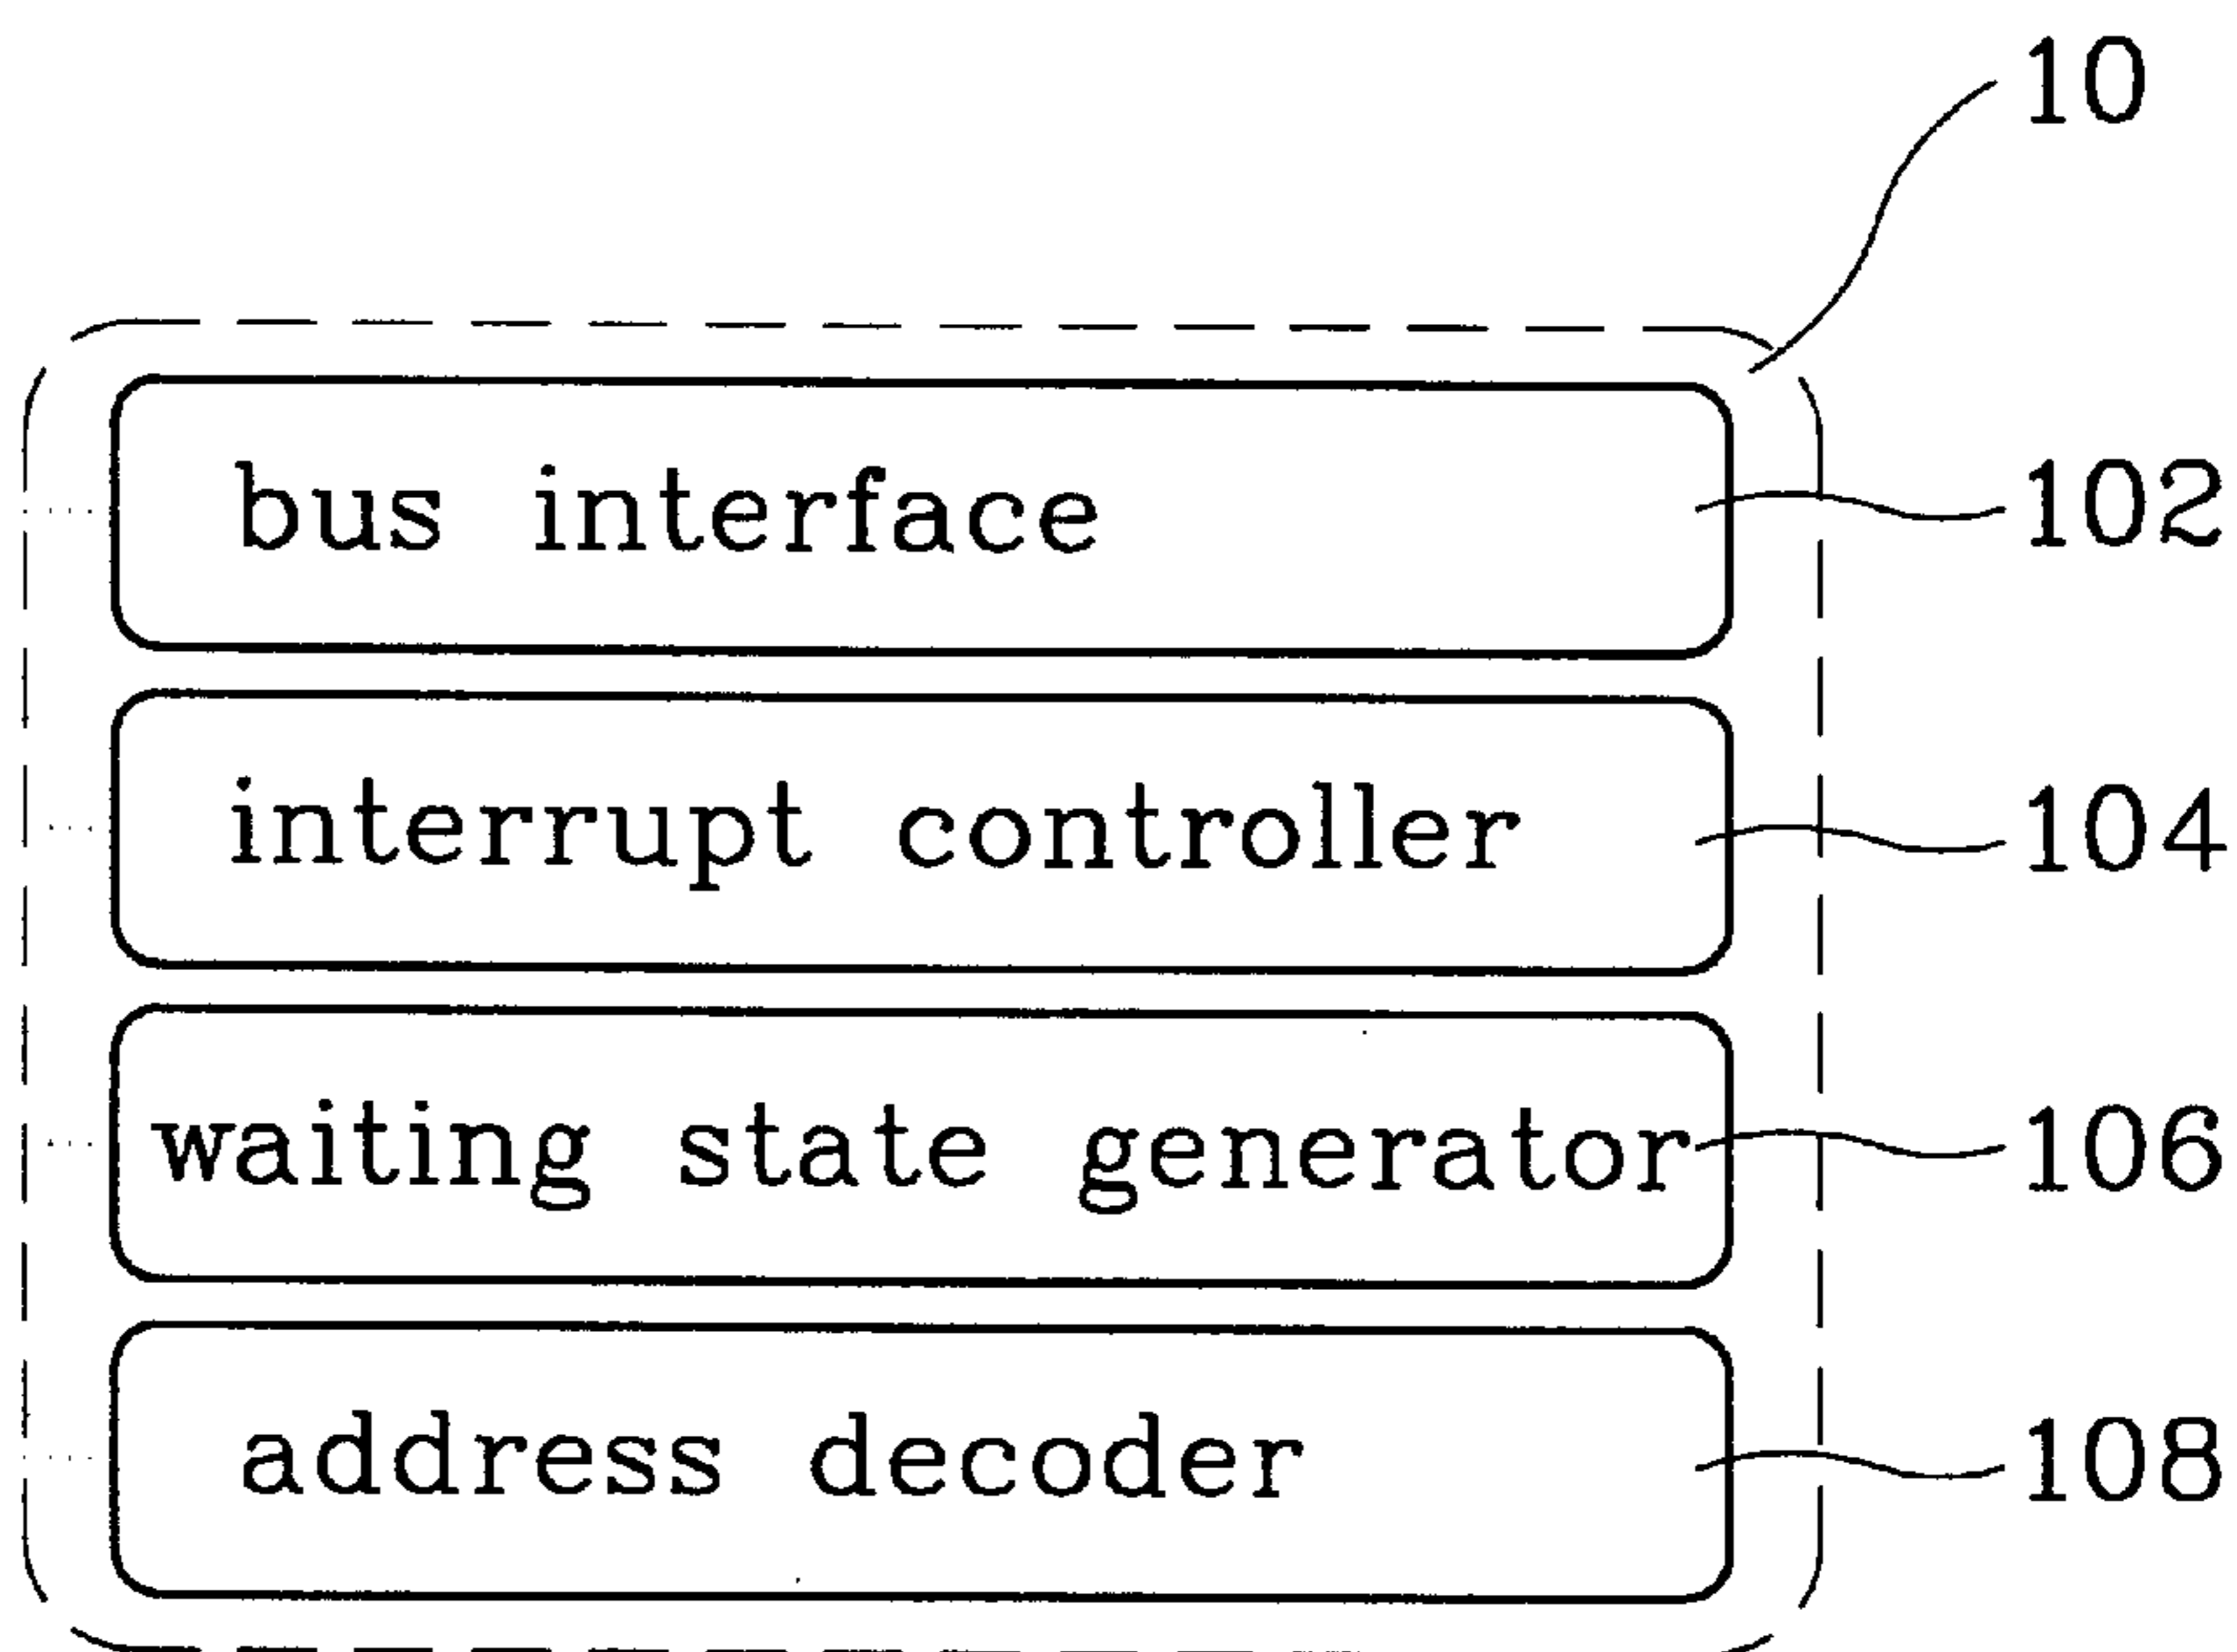 10
bus interface 102
interrupt controller 104
waiting state generator 106
address decoder 108